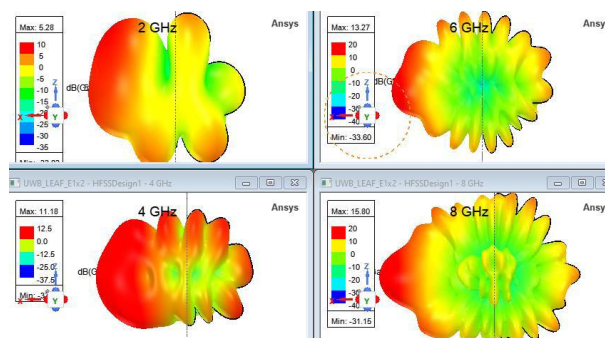 Max: 5.28
2 GHz
Ansys
10
5
0
-5
-10
-15
-25
-30
-35
Z
X
Y
Max: 13.27
6 GHz
Ansys
20
10
0
-10
-20
-30
-40
Z
X
Y
Min: -33.60
UWB_LEAF_E1x2 - HFSSDesign1 - 4 GHz
Max: 11.18
4 GHz
Ansys
12.5
0.0
-12.5
-25.0
-37.5
dB(G
Z
X
Y
UWB_LEAF_E1x2 - HFSSDesign1 - 8 GHz
Max: 15.80
8 GHz
Ansys
20
10
0
-10
-20
-30
-40
Z
X
Y
Min: -31.15